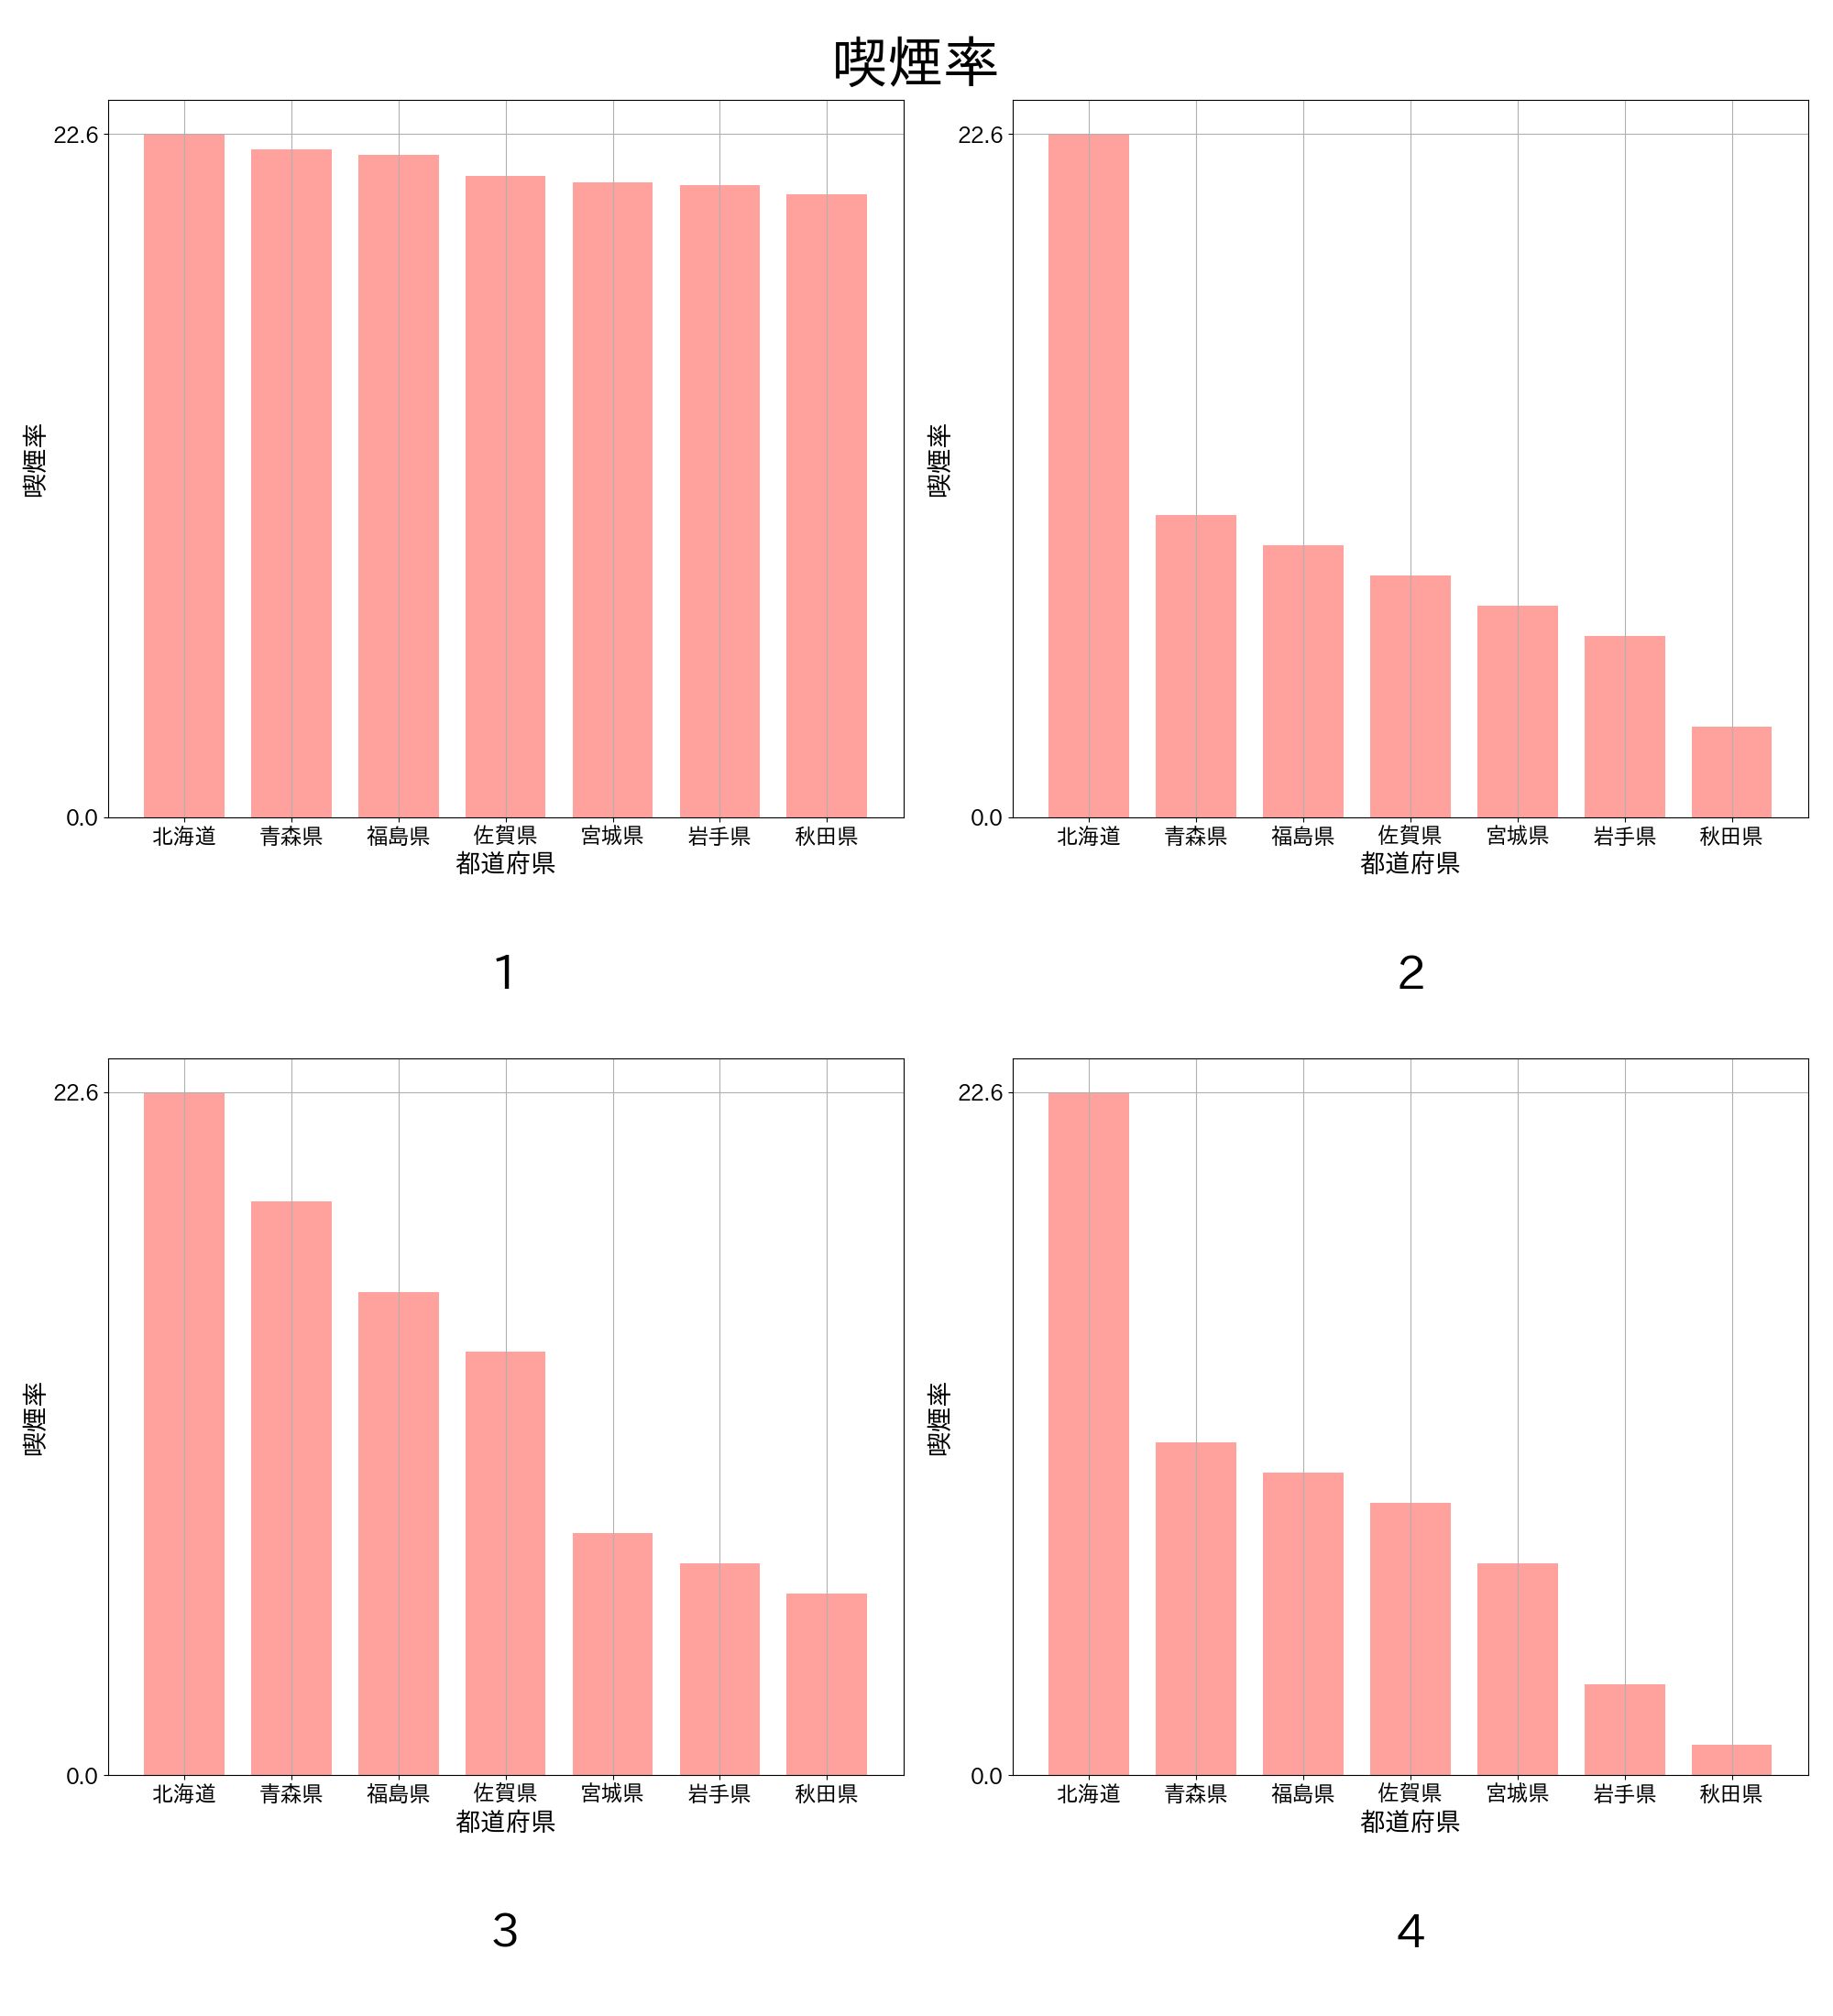 喫煙率
22.6
0.0
喫煙率
北海道 青森県 福島県 佐賀県 宮城県 岩手県 秋田県
都道府県
1
22.6
0.0
喫煙率
北海道 青森県 福島県 佐賀県 宮城県 岩手県 秋田県
都道府県
2
22.6
0.0
喫煙率
北海道 青森県 福島県 佐賀県 宮城県 岩手県 秋田県
都道府県
3
22.6
0.0
喫煙率
北海道 青森県 福島県 佐賀県 宮城県 岩手県 秋田県
都道府県
4